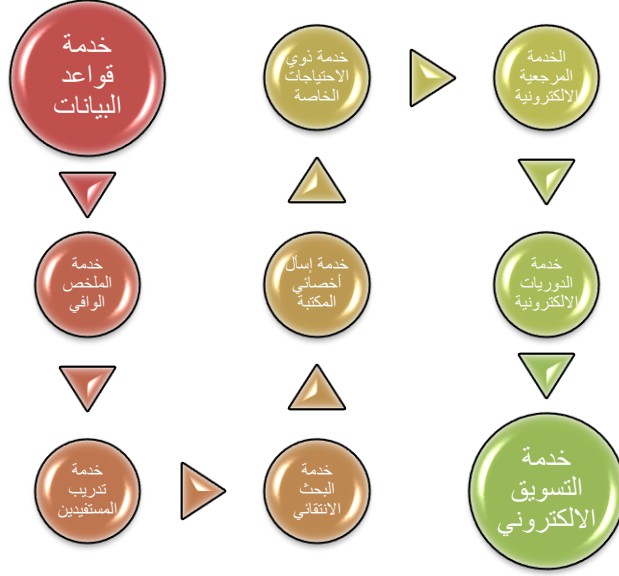 خدمة
قواعد
البيانات
خدمة
الملخص
الوافي
خدمة
تدريب
المستفيدين
خدمة
البحث
الانتقائي
خدمة إسأل
أخصائي
المكتبة
خدمة ذوي
الاحتياجات
الخاصة
الخدمة
المرجعية
الالكترونية
خدمة
الدوريات
الالكترونية
خدمة
التسويق
الالكتروني